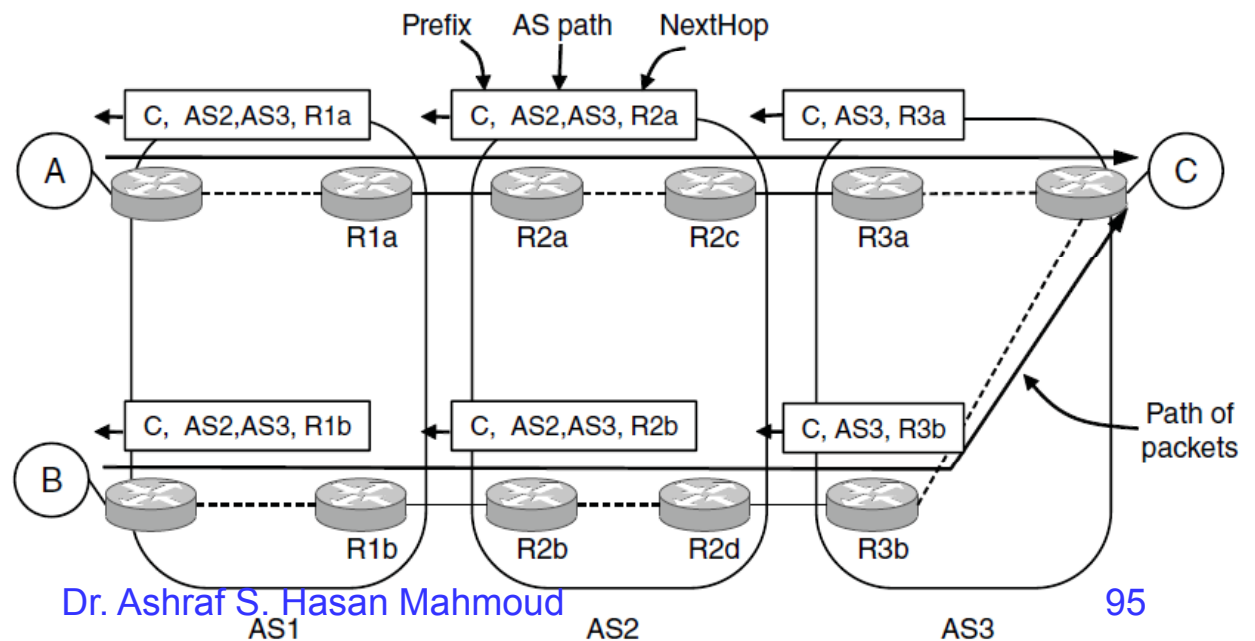 Prefix AS path NextHop
C, AS2,AS3, R1a
C, AS2,AS3, R2a
C, AS3, R3a
A
C
R1a
R2a
R2c
R3a
C, AS2,AS3, R1b
C, AS2,AS3, R2b
C, AS3, R3b
Path of
packets
B
R1b
R2b
R2d
R3b
Dr. Ashraf S. Hasan Mahmoud
95
AS1
AS2
AS3